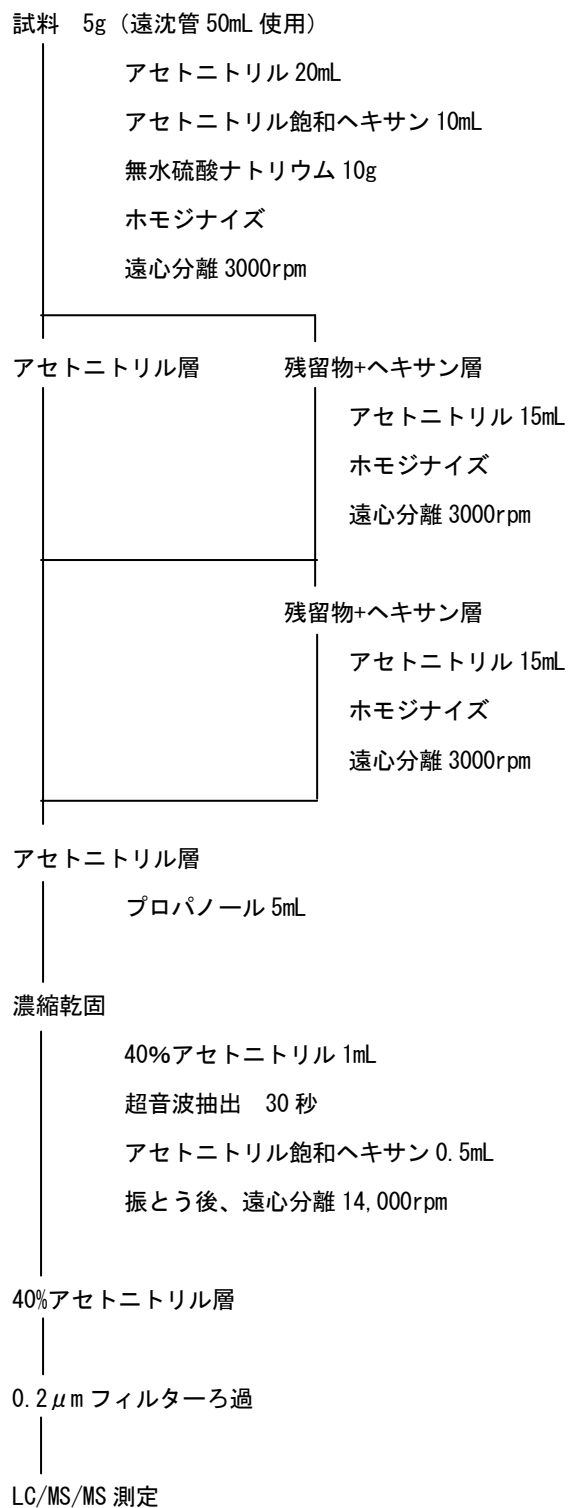 試料　5g（遠沈管 50mL 使用）
アセトニトリル 20mL
アセトニトリル飽和ヘキサン 10mL
無水硫酸ナトリウム 10g
ホモジナイズ
遠心分離 3000rpm
アセトニトリル層　残留物+ヘキサン層
アセトニトリル 15mL
ホモジナイズ
遠心分離 3000rpm
残留物+ヘキサン層
アセトニトリル 15mL
ホモジナイズ
遠心分離 3000rpm
アセトニトリル層
プロパノール 5mL
濃縮乾固
40%アセトニトリル 1mL
超音波抽出　30 秒
アセトニトリル飽和ヘキサン 0.5mL
振とう後、遠心分離 14,000rpm
40%アセトニトリル層
0.2μm フィルターろ過
LC/MS/MS 測定